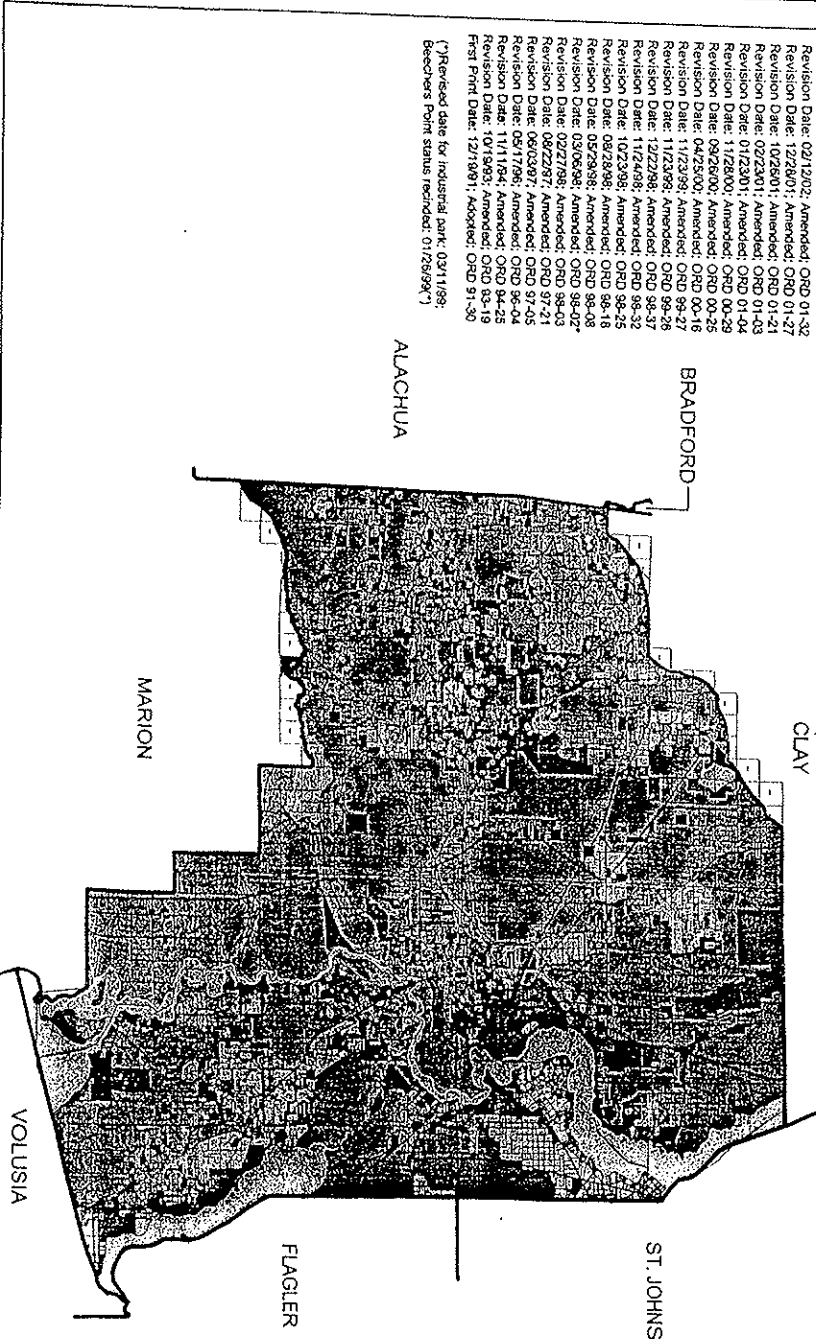 Revision Date: 02/12/02; Amended; ORD 01-32
Revision Date: 12/28/01; Amended; ORD 01-27
Revision Date: 10/26/01; Amended; ORD 01-21
Revision Date: 02/23/01; Amended; ORD 01-03
Revision Date: 01/23/01; Amended; ORD 01-04
Revision Date: 11/28/00; Amended; ORD 00-29
Revision Date: 09/26/00; Amended; ORD 00-25
Revision Date: 04/25/00; Amended; ORD 00-16
Revision Date: 11/23/99; Amended; ORD 99-27
Revision Date: 11/23/99; Amended; ORD 99-26
Revision Date: 12/22/98; Amended; ORD 98-37
Revision Date: 11/24/98; Amended; ORD 98-32
Revision Date: 10/23/98; Amended; ORD 98-25
Revision Date: 08/28/98; Amended; ORD 98-18
Revision Date: 05/29/98; Amended; ORD 98-08
Revision Date: 03/06/98; Amended; ORD 98-02*
Revision Date: 02/27/98; Amended; ORD 98-03
Revision Date: 08/22/97; Amended; ORD 97-21
Revision Date: 06/03/97; Amended; ORD 97-05
Revision Date: 05/17/96; Amended; ORD 96-04
Revision Date: 11/11/94; Amended; ORD 94-25
Revision Date: 10/19/93; Amended; ORD 93-19
First Print Date: 12/19/91; Adopted; ORD 91-30
(*)Revised date for industrial park: 03/11/99;
Beechers Point status recinded: 01/26/99(*)
BRADFORD
CLAY
ALACHUA
ST. JOHNS
MARION
FLAGLER
VOLUSIA